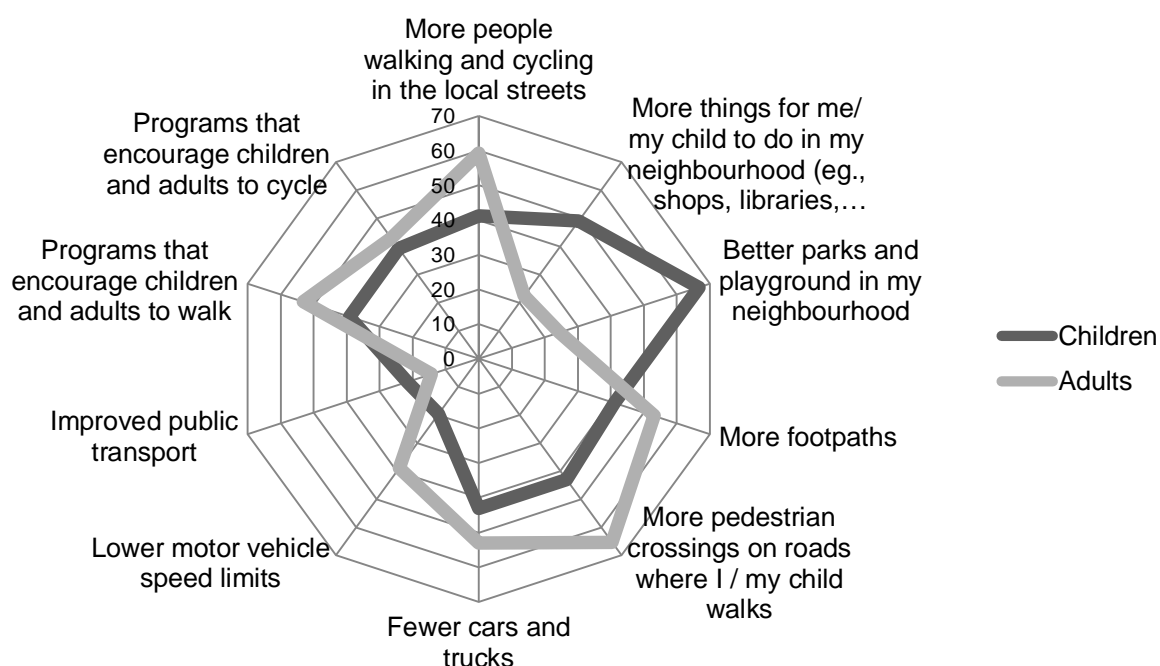 More people
walking and cycling
in the local streets
More things for me/
my child to do in my
neighbourhood (eg.,
shops, libraries,…
Better parks and
playground in my
neighbourhood
More footpaths
More pedestrian
crossings on roads
where I / my child
walks
Fewer cars and
trucks
Lower motor vehicle
speed limits
Improved public
transport
Programs that
encourage children
and adults to walk
Programs that
encourage children
and adults to cycle
70
60
50
40
30
20
10
0
Children
Adults